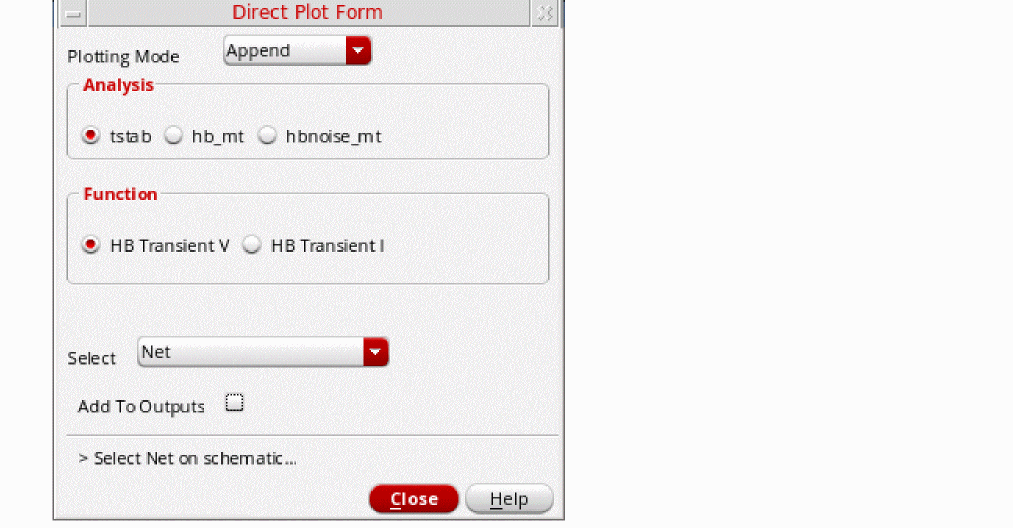 Direct Plot Form
Plotting Mode Append
Analysis
tstab hb_mt hbnoise_mt
Function
HB Transient V HB Transient I
Select Net
Add To Outputs
> Select Net on schematic...
Close Help